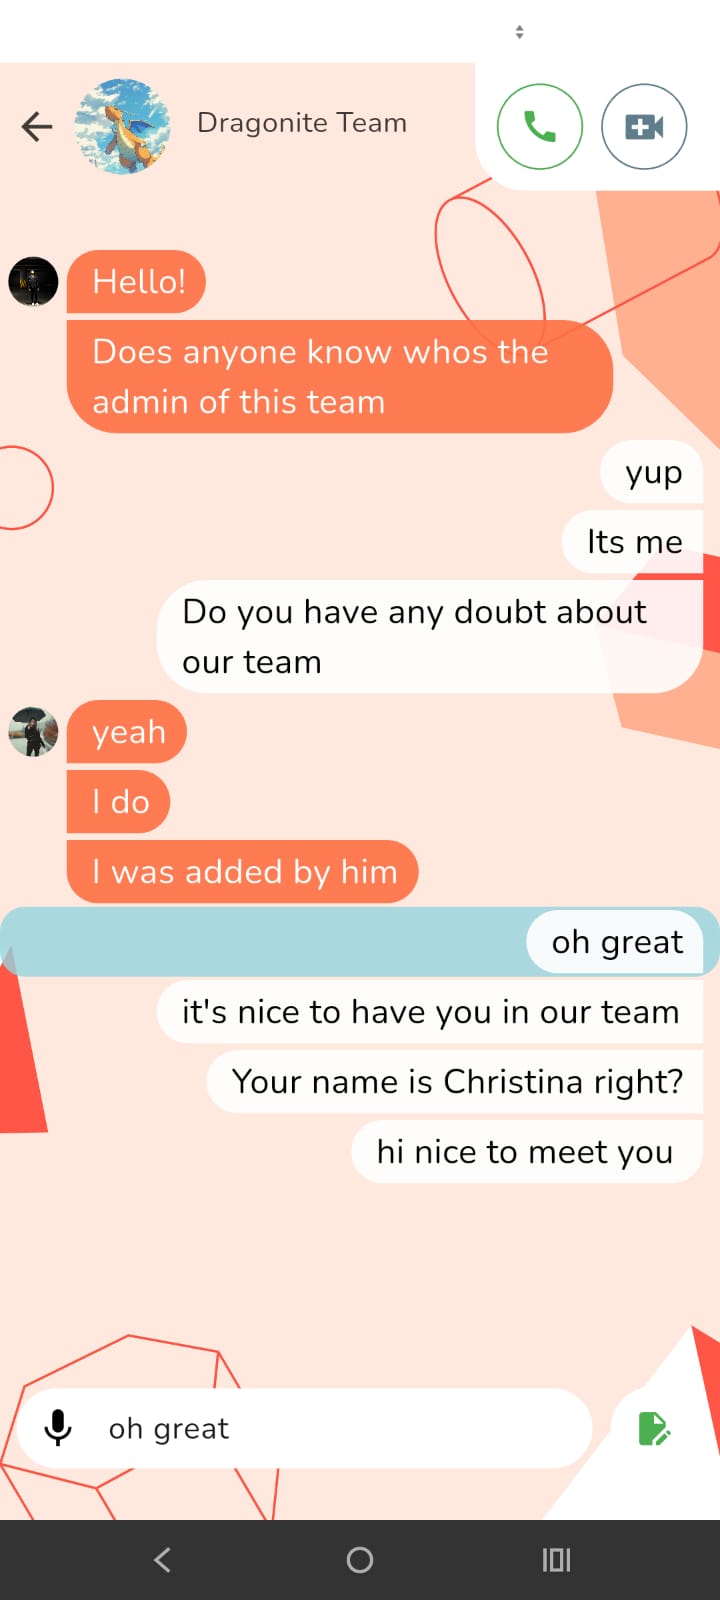 Dragonite Team
Hello!
Does anyone know whos the
admin of this team
yup
Its me
Do you have any doubt about
our team
yeah
I do
I was added by him
oh great
it's nice to have you in our team
Your name is Christina right?
hi nice to meet you
oh great